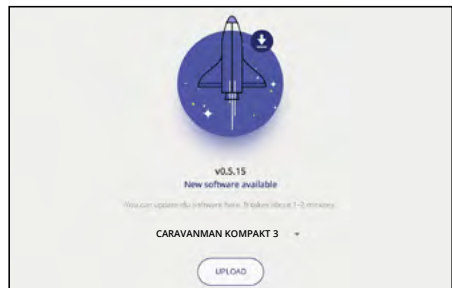 v0.5.15
New software available
You can update du software here. It takes about 1-2 minutes.
CARAVANMAN KOMPAKT 3
UPLOAD